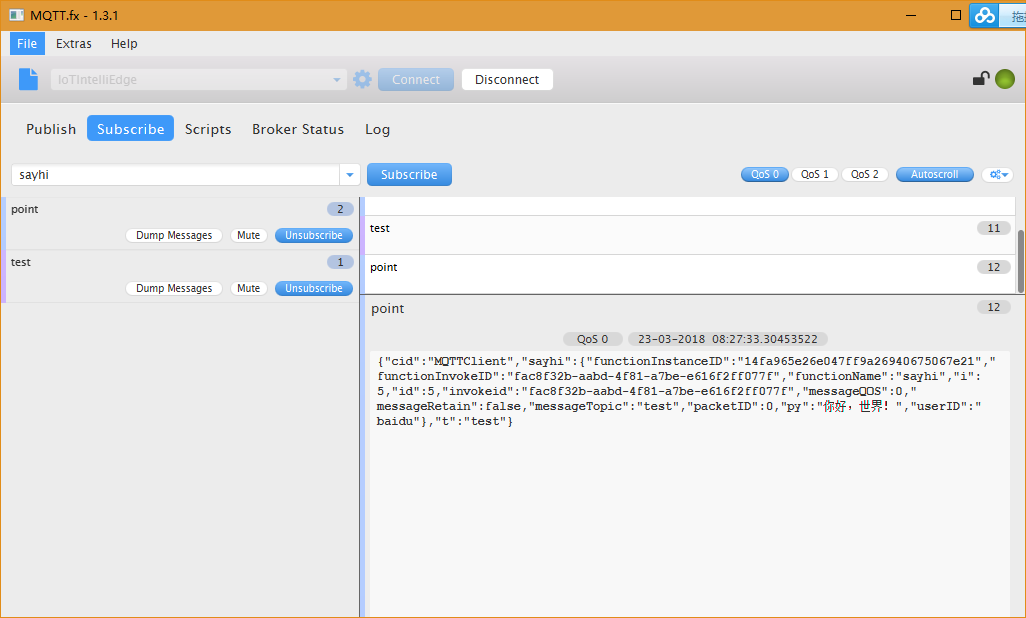 MQTT.fx - 1.3.1
拖
File Extras Help
IoTIntelliEdge Connect Disconnect
Publish Subscribe Scripts Broker Status Log
sayhi Subscribe QoS 0 QoS 1 QoS 2 Autoscroll
point 2
Dump Messages Mute Unsubscribe
test 1
Dump Messages Mute Unsubscribe
test 11
point 12
point 12
QoS 0 23-03-2018 08:27:33.30453522
{"cid":"MQTTClient","sayhi":{"functionInstanceID":"14fa965e26e047ff9a26940675067e21","
functionInvokeID":"fac8f32b-aabd-4f81-a7be-e616f2ff077f","functionName":"sayhi","i":
5,"id":5,"invokeid":"fac8f32b-aabd-4f81-a7be-e616f2ff077f","messageQOS":0,"
messageRetain":false,"messageTopic":"test","packetID":0,"py":"你好，世界！","userID":"
baidu"},"t":"test"}